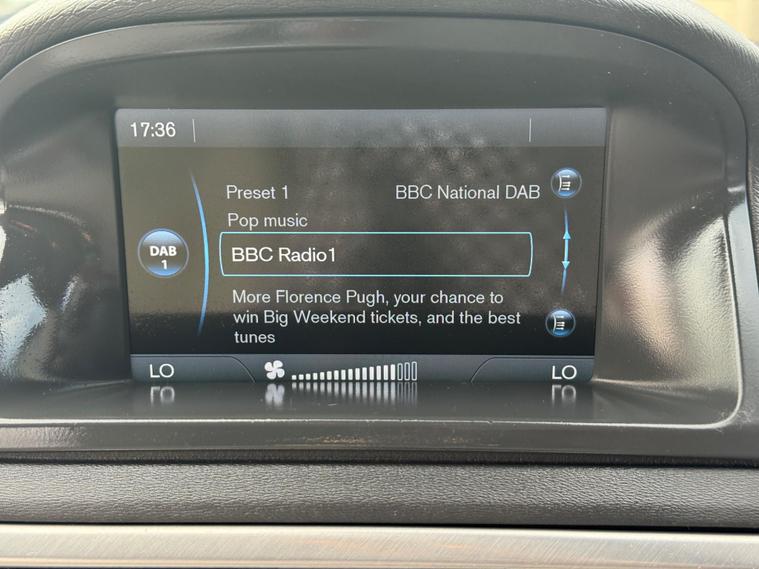 17:36
Preset 1 BBC National DAB
Pop music
DAB
1
BBC Radio1
More Florence Pugh, your chance to
win Big Weekend tickets, and the best
tunes
LO LO